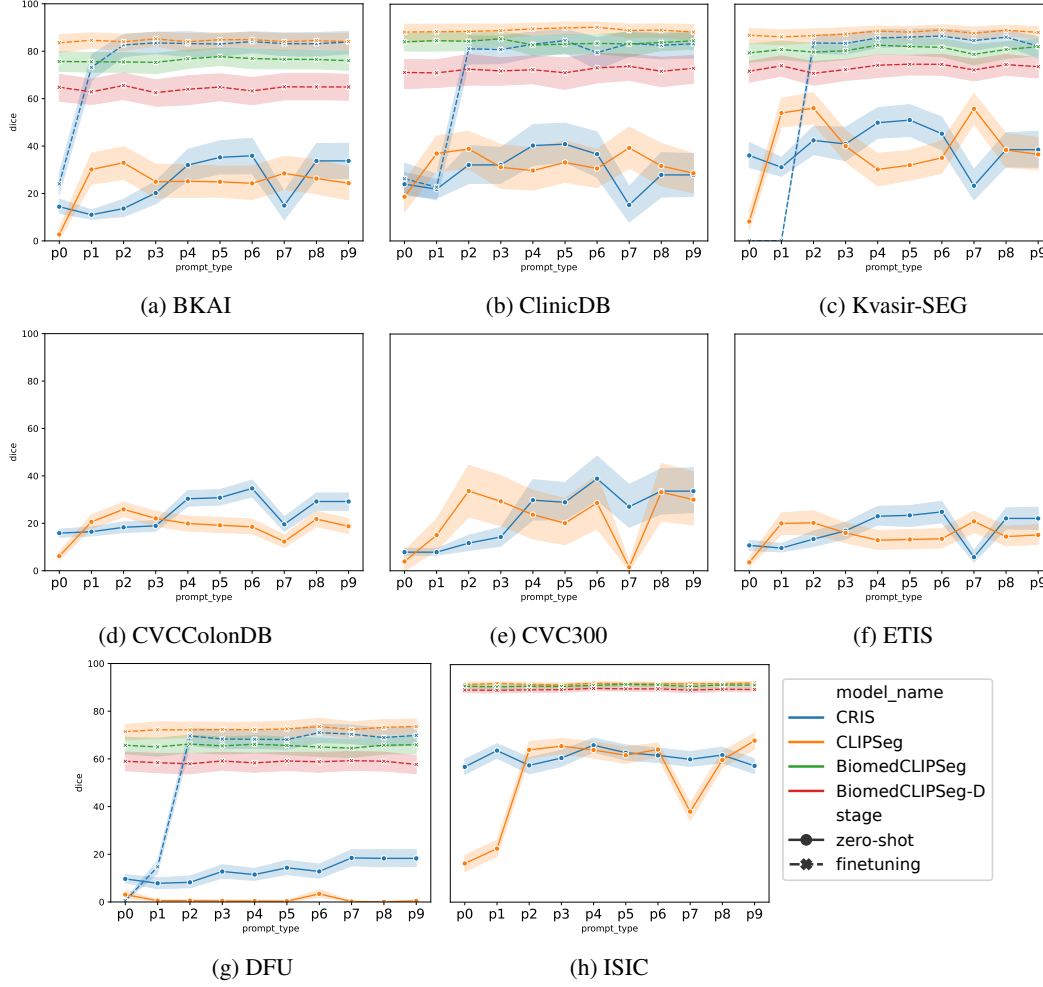 100
80
60
40
20
0
dice
p0 p1 p2 p3 p4 p5 p6 p7 p8 p9
prompt_type
(a) BKAI
p0 p1 p2 p3 p4 p5 p6 p7 p8 p9
prompt_type
(b) ClinicDB
p0 p1 p2 p3 p4 p5 p6 p7 p8 p9
prompt_type
(c) Kvasir-SEG
100
80
60
40
20
0
dice
p0 p1 p2 p3 p4 p5 p6 p7 p8 p9
prompt_type
(d) CVCColonDB
p0 p1 p2 p3 p4 p5 p6 p7 p8 p9
prompt_type
(e) CVC300
p0 p1 p2 p3 p4 p5 p6 p7 p8 p9
prompt_type
(f) ETIS
100
80
60
40
20
0
dice
p0 p1 p2 p3 p4 p5 p6 p7 p8 p9
prompt_type
(g) DFU
p0 p1 p2 p3 p4 p5 p6 p7 p8 p9
prompt_type
(h) ISIC
model_name
CRIS
CLIPSeg
BiomedCLIPSeg
BiomedCLIPSeg-D
stage
zero-shot
finetuning